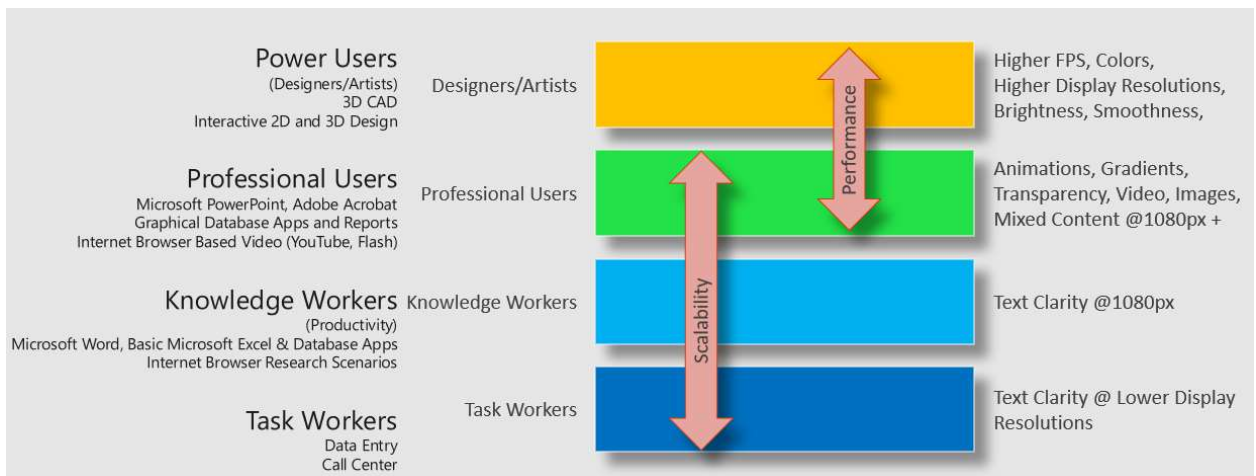 Power Users
(Designers/Artists)
3D CAD
Interactive 2D and 3D Design
Designers/Artists
Higher FPS, Colors,
Higher Display Resolutions,
Brightness, Smoothness,
Performance
Professional Users
Microsoft PowerPoint, Adobe Acrobat
Graphical Database Apps and Reports
Internet Browser Based Video (YouTube, Flash)
Professional Users
Animations, Gradients,
Transparency, Video, Images,
Mixed Content @1080px +
Scalability
Knowledge Workers
(Productivity)
Microsoft Word, Basic Microsoft Excel & Database Apps
Internet Browser Research Scenarios
Knowledge Workers
Text Clarity @1080px
Task Workers
Data Entry
Call Center
Task Workers
Text Clarity @ Lower Display
Resolutions